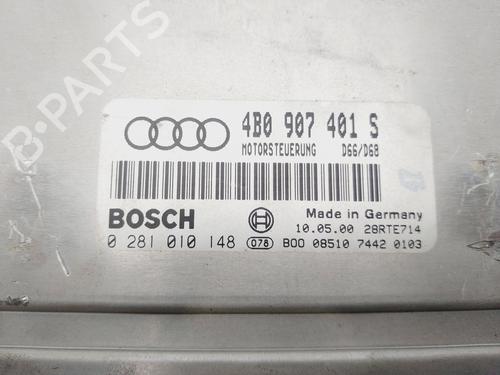 4B0 907 401 S
MOTORSTEUERUNG D66/D68
BOSCH
Made in Germany
10.05.00 28RTE714
0 281 010 148 078 B00 08510 7442 0103
B-PARTS